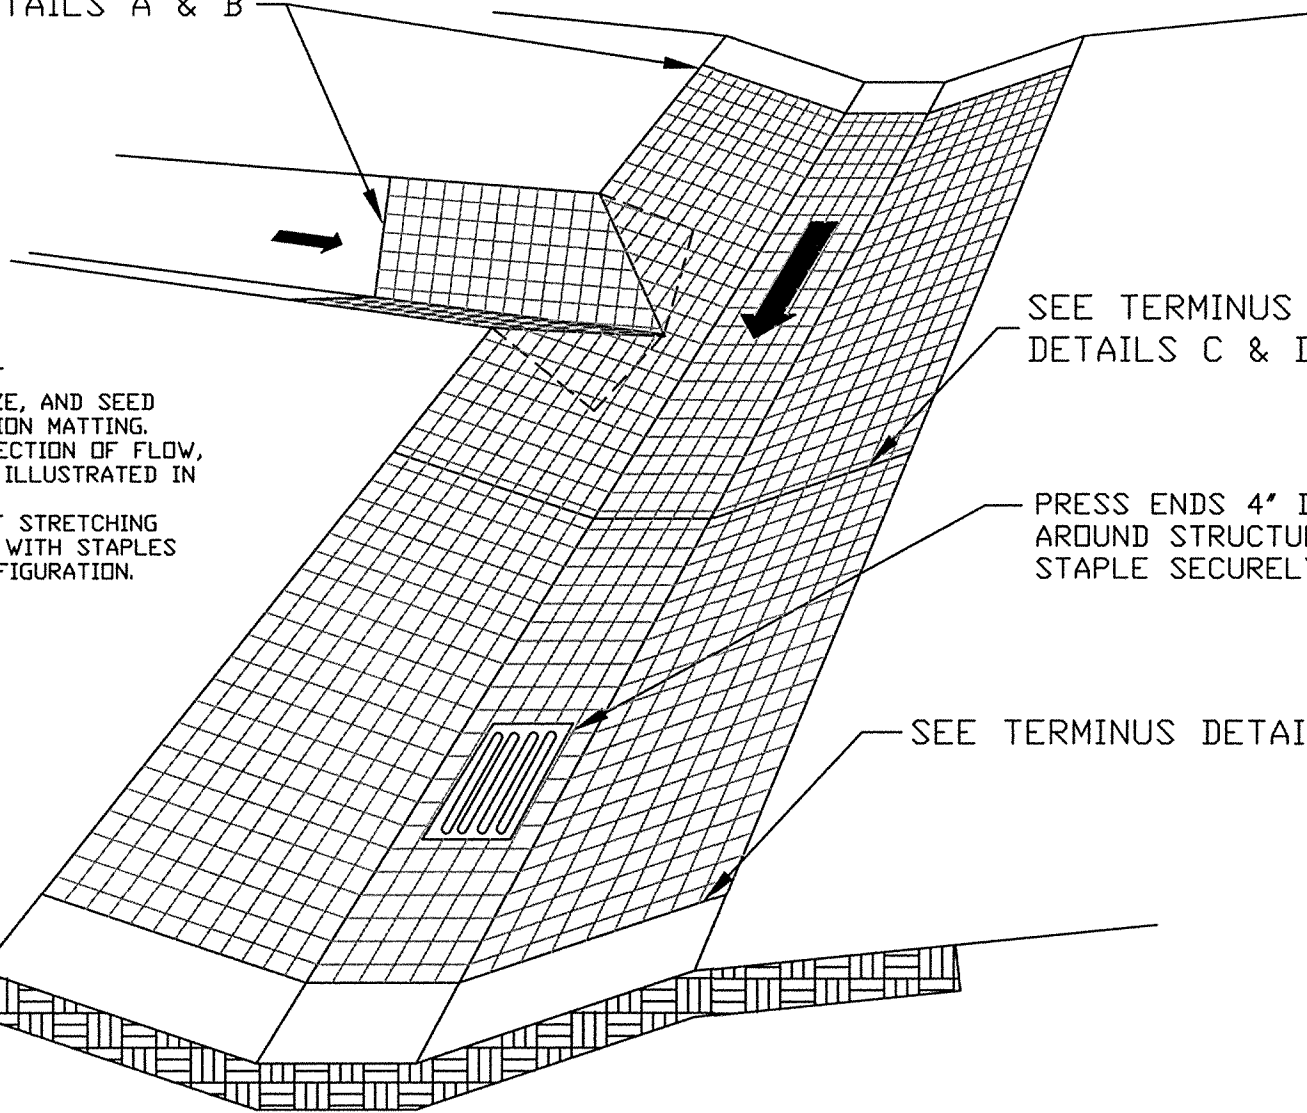 TAILS A & B
SEE TERMINUS
DETAILS C & D
ZE, AND SEED
ION MATTING.
ECTION OF FLOW,
ILLUSTRATED IN
T STRETCHING
WITH STAPLES
FIGURATION.
PRESS ENDS 4"
AROUND STRUCTU
STAPLE SECURELY
SEE TERMINUS DETAI